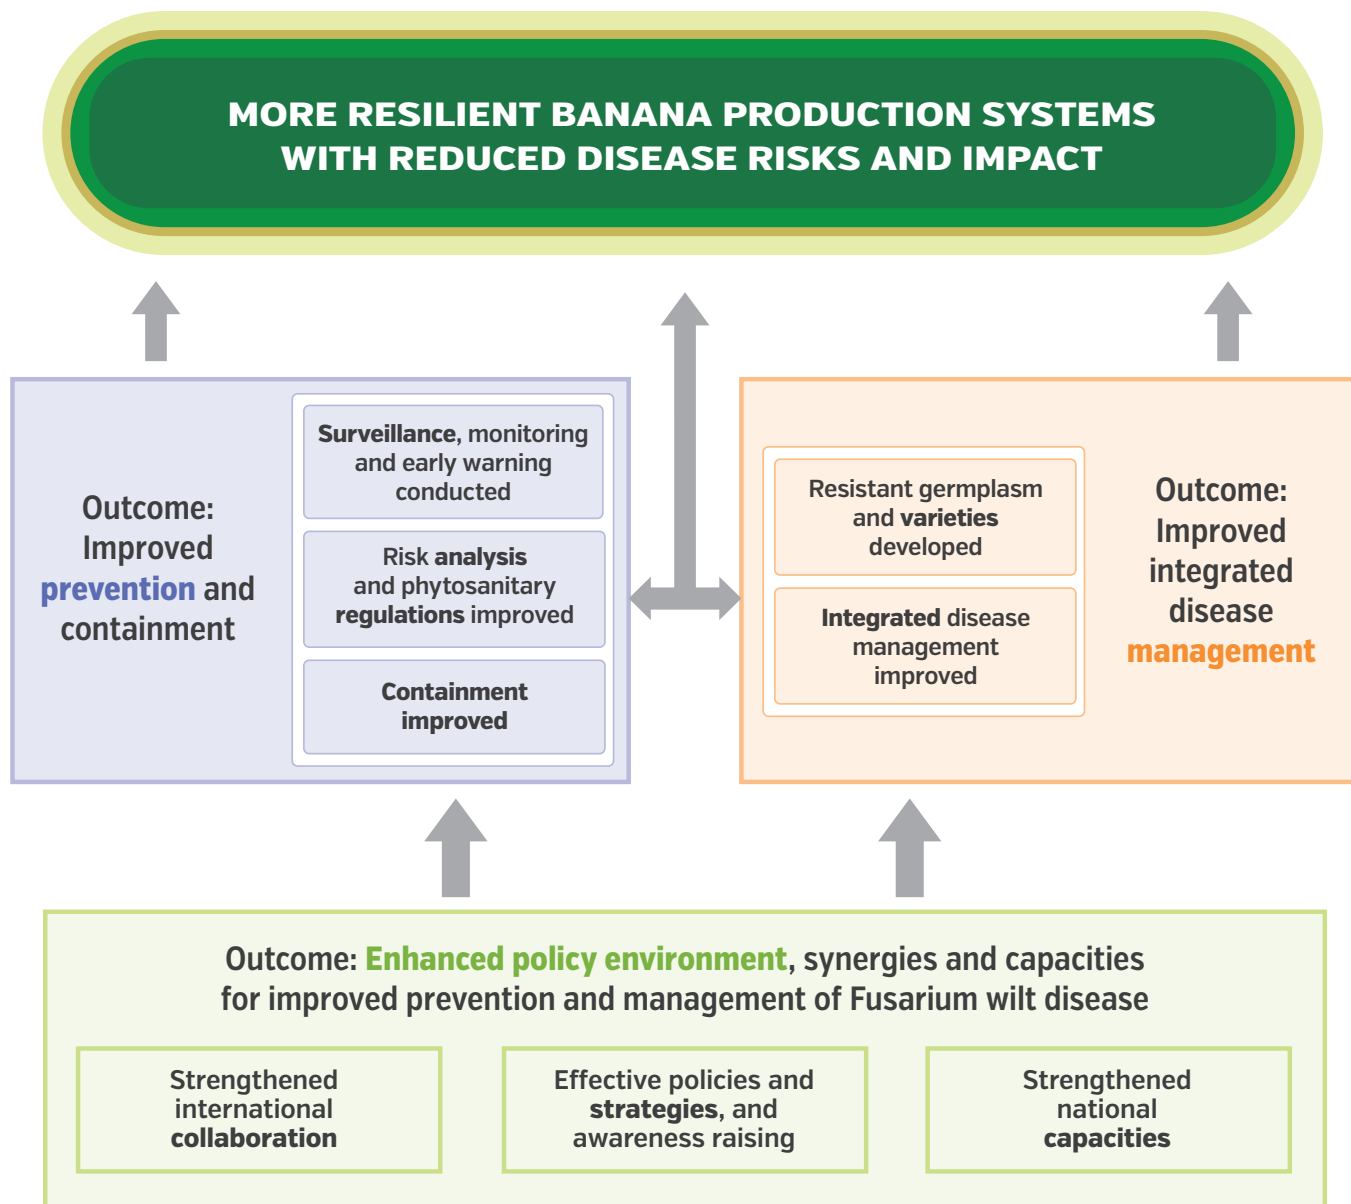 MORE RESILIENT BANANA PRODUCTION SYSTEMS
WITH REDUCED DISEASE RISKS AND IMPACT
Outcome:
Improved
prevention and
containment
Surveillance, monitoring
and early warning
conducted
Risk analysis
and phytosanitary
regulations improved
Containment
improved
Resistant germplasm
and varieties
developed
Integrated disease
management
improved
Outcome:
Improved
integrated
disease
management
Outcome: Enhanced policy environment, synergies and capacities
for improved prevention and management of Fusarium wilt disease
Strengthened
international
collaboration
Effective policies and
strategies, and
awareness raising
Strengthened
national
capacities